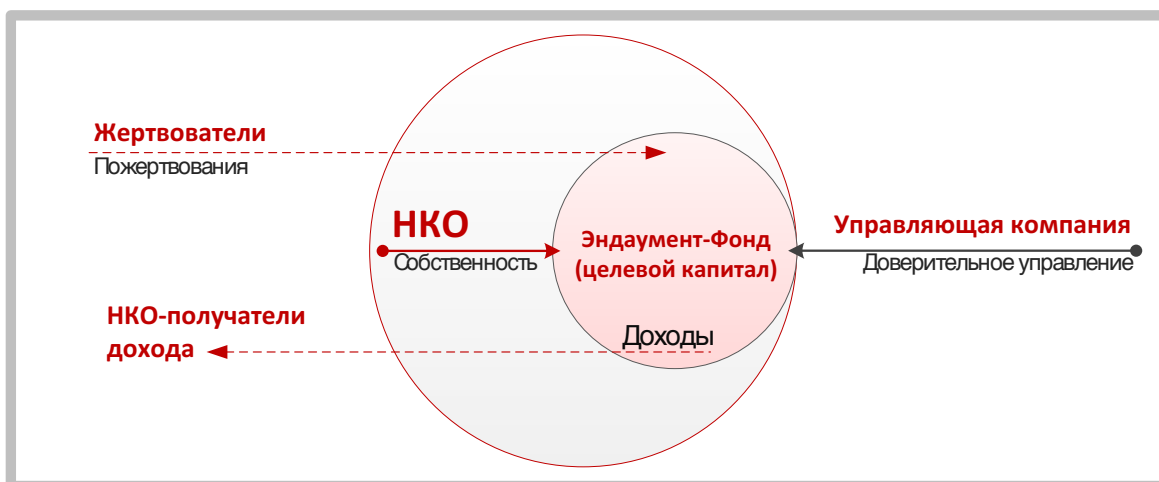 Жертвователи
Пожертвования
НКО
Собственность
Эндаумент-Фонд
(целевой капитал)
Управляющая компания
Доверительное управление
НКО-получатели
дохода
Доходы